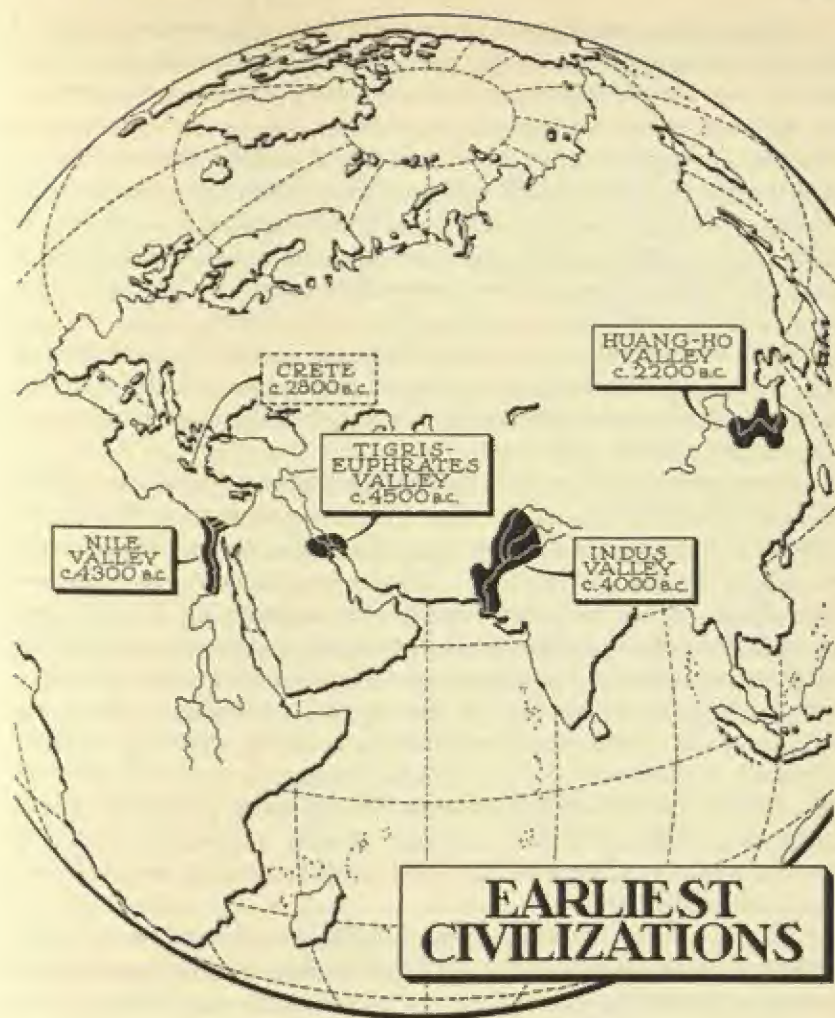 HUANG-HO
VALLEY
c. 2200 B.C.
CRETE
c. 2800 B.C.
TIGRIS-
EUPHRATES
VALLEY
c. 4500 B.C.
NILE
VALLEY
c. 4300 B.C.
INDUS
VALLEY
c. 4000 B.C.
EARLIEST
CIVILIZATIONS